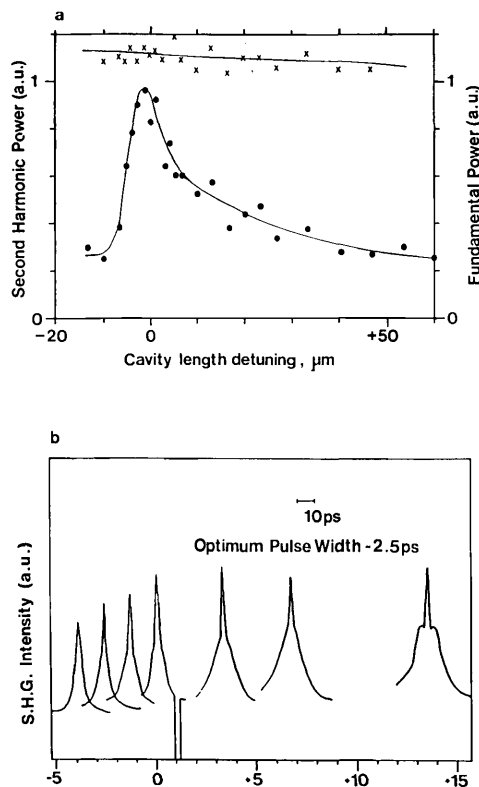 a
Second Harmonic Power (a.u.)
Fundamental Power (a.u.)
1
1
0
0
-20
0
+50
Cavity length detuning, μm
b
10ps
Optimum Pulse Width -2.5ps
S.H.G. Intensity (a.u.)
-5
0
+5
+10
+15